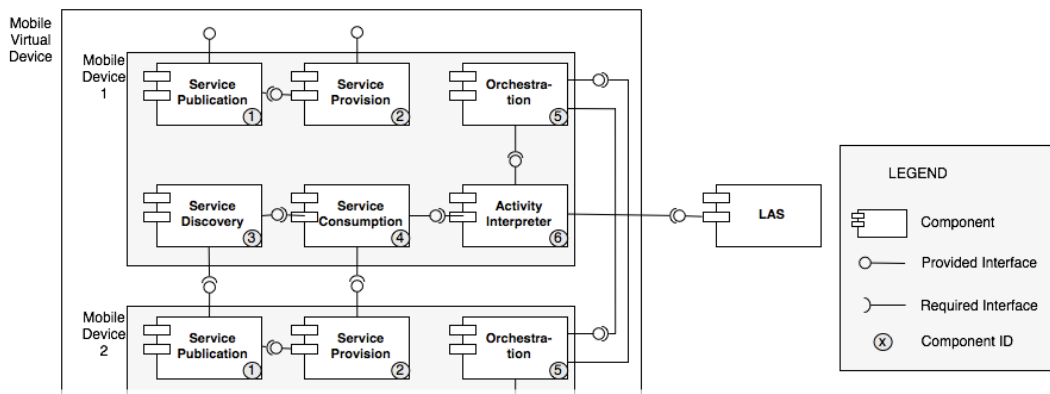 Mobile
Virtual
Device
Mobile
Device
1
Service
Publication
1
Service
Provision
2
Orchestra-
tion
5
Service
Discovery
3
Service
Consumption
4
Activity
Interpreter
6
LAS
LEGEND
Component
Provided Interface
Required Interface
x
Component ID
Mobile
Device
2
Service
Publication
1
Service
Provision
2
Orchestra-
tion
5